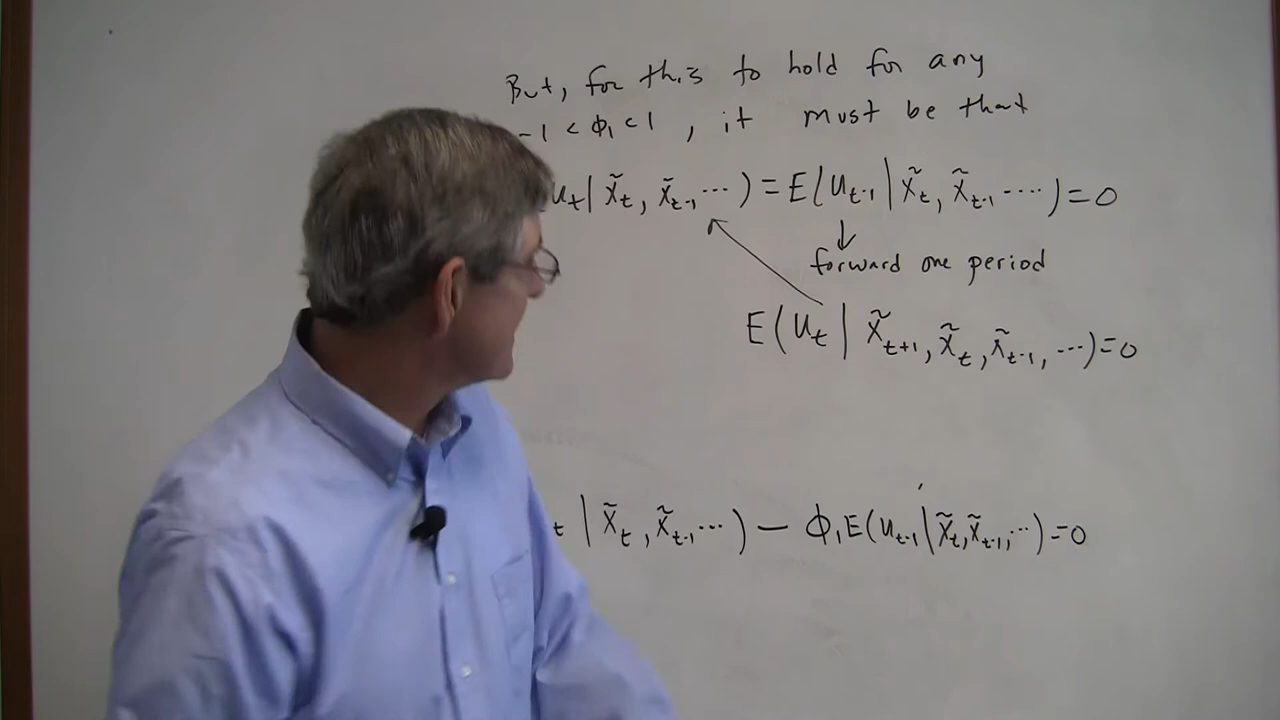 But, for this to hold for any
-1 < ϕ₁ < 1 , it must be that
u_t | x̃_t, x̃_{t-1} ... ) = E(u_{t-1} | x̃_t, x̃_{t-1} ....) = 0
↓
forward one period
E(u_t | x̃_{t+1}, x̃_t, x̃_{t-1}, ...) = 0
t | x̃_t, x̃_{t-1} ... ) — ϕ₁E(u_{t-1} | x̃_t, x̃_{t-1}, ...) = 0